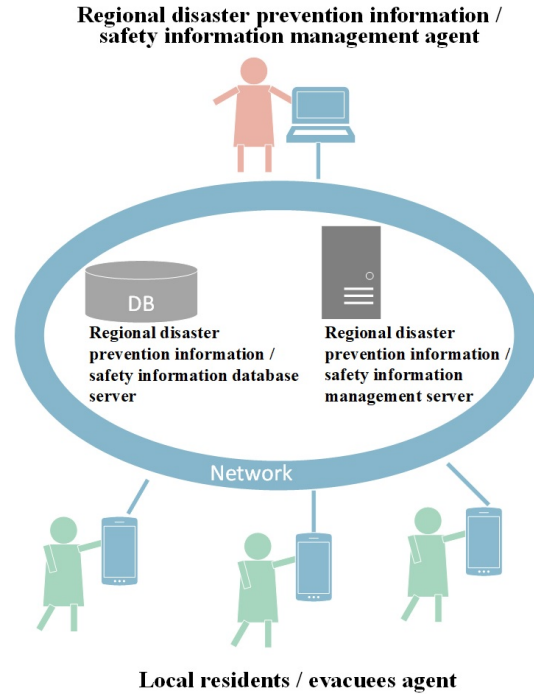 Regional disaster prevention information /
safety information management agent
DB
Regional disaster
prevention information /
safety information database
server
Regional disaster
prevention information /
safety information
management server
Network
Local residents / evacuees agent